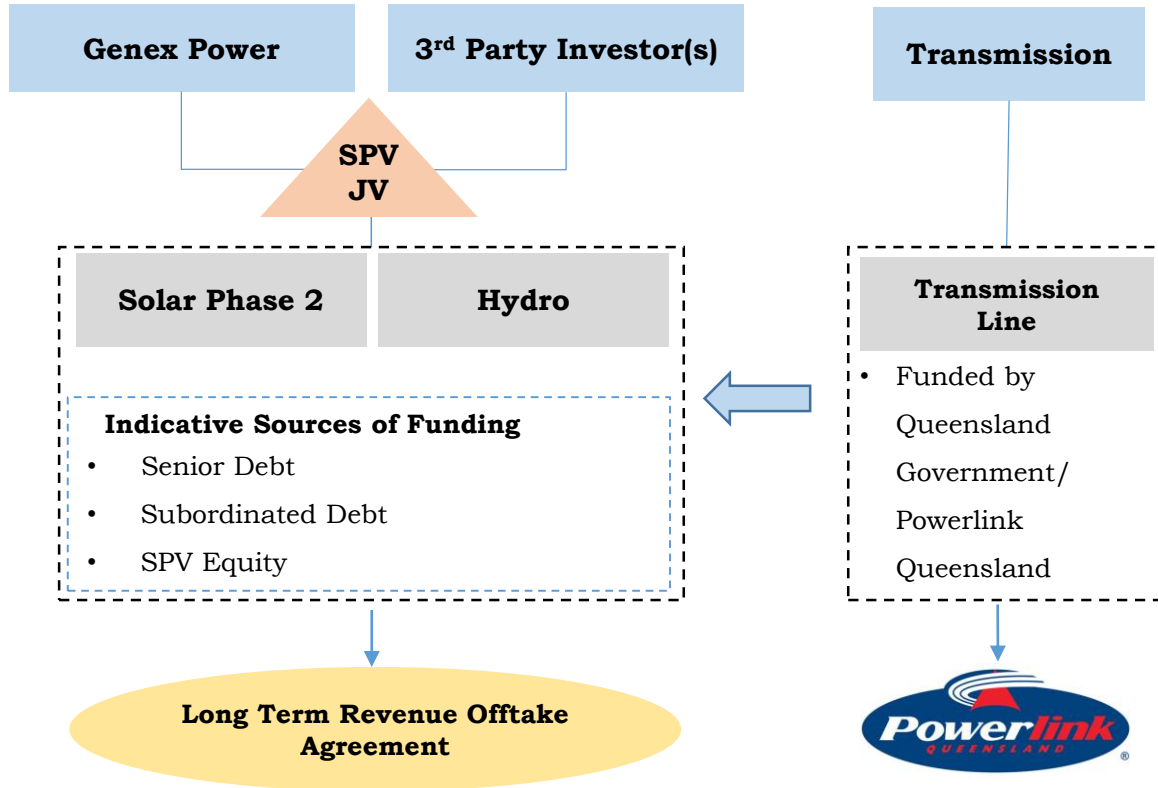 Genex Power
3rd Party Investor(s)
Transmission
SPV
JV
Solar Phase 2
Hydro
Transmission
Line
Indicative Sources of Funding
• Senior Debt
• Subordinated Debt
• SPV Equity
• Funded by
Queensland
Government/
Powerlink
Queensland
Long Term Revenue Offtake
Agreement
Powerlink
QUEENSLAND
®